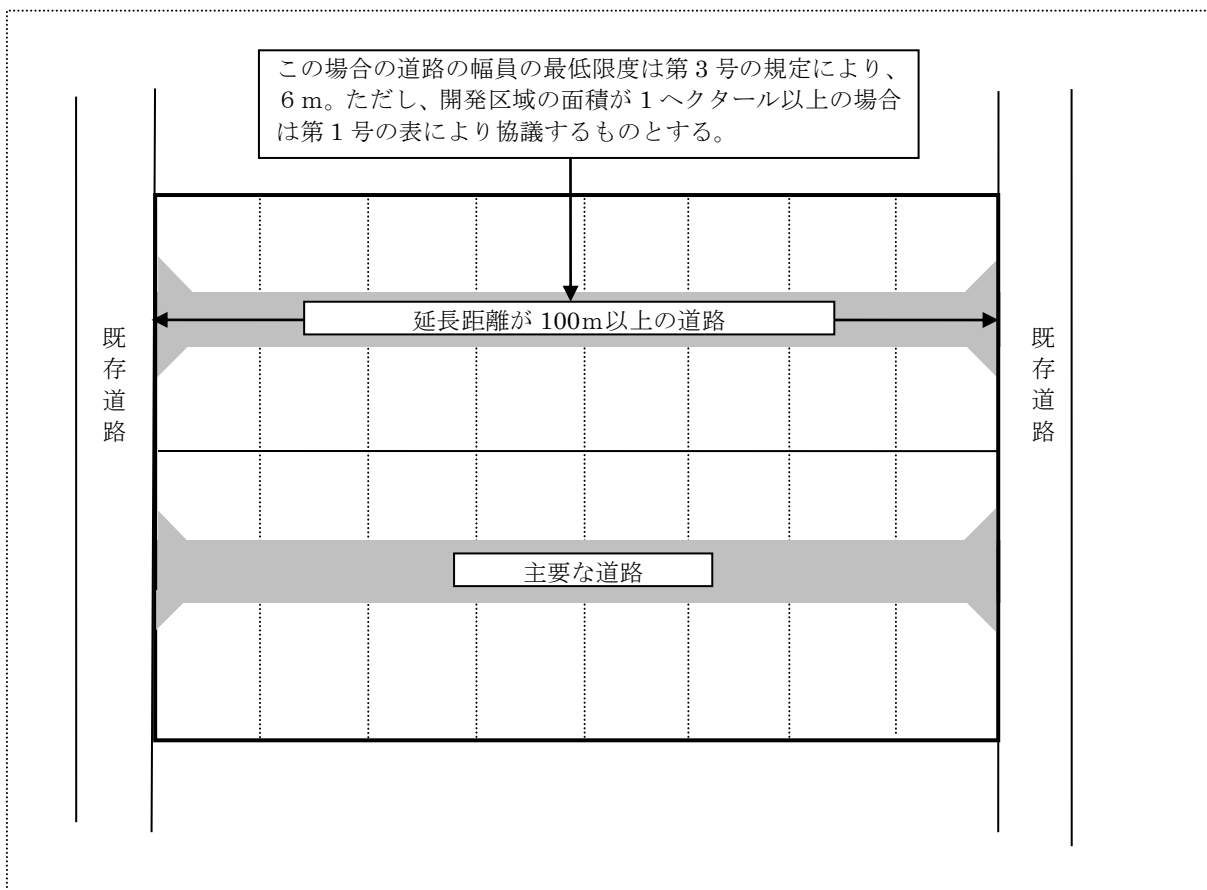 この場合の道路の幅員の最低限度は第3号の規定により、
6m。ただし、開発区域の面積が1ヘクタール以上の場合
は第1号の表により協議するものとする。
延長距離が100m以上の道路
既存道路
既存道路
主要な道路